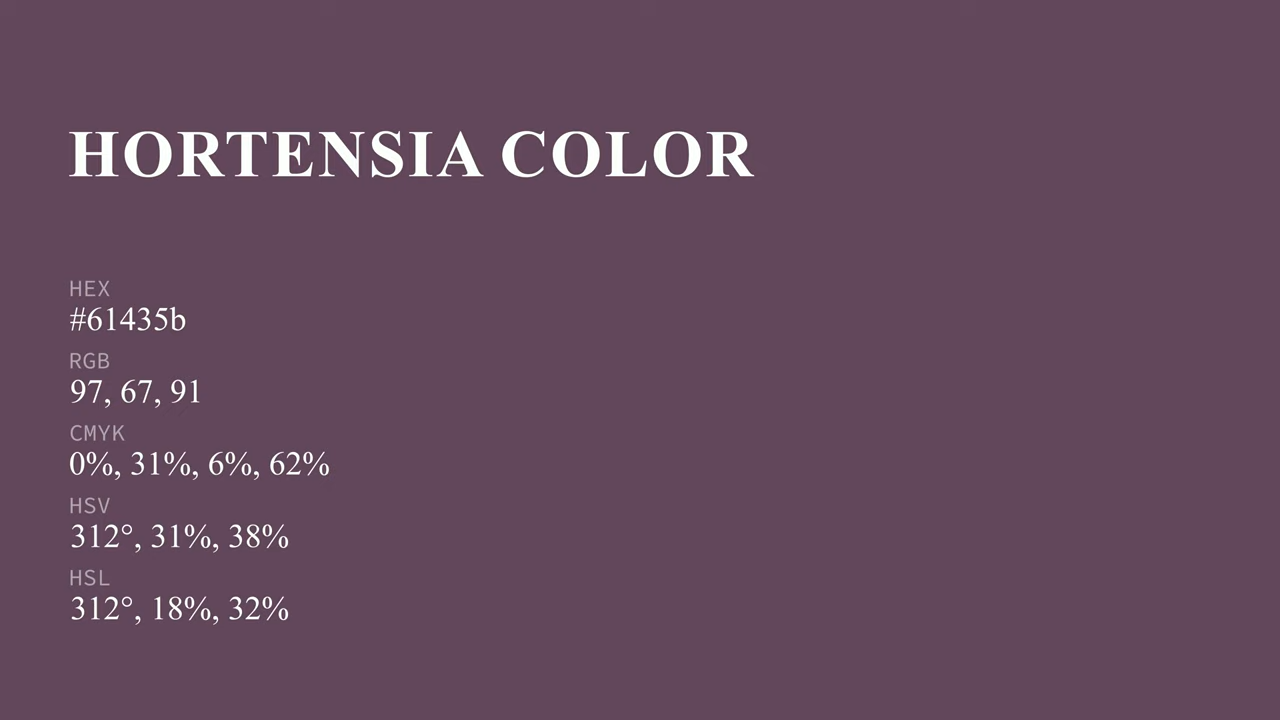 HORTENSIA COLOR
HEX
#61435b
RGB
97, 67, 91
CMYK
0%, 31%, 6%, 62%
HSV
312°, 31%, 38%
HSL
312°, 18%, 32%